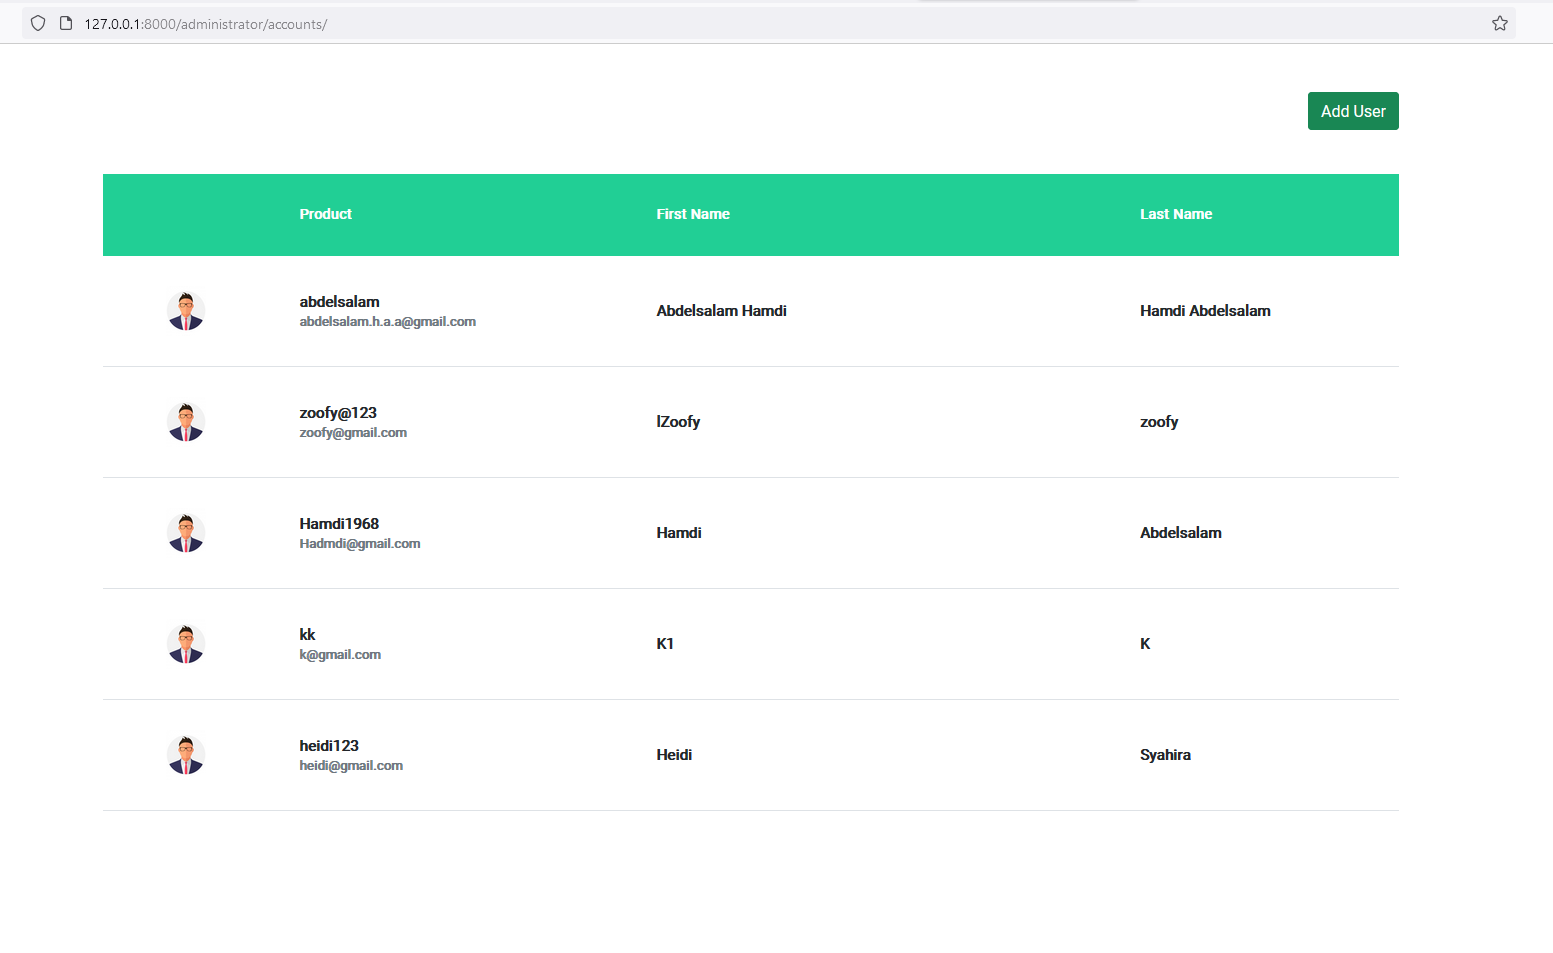 127.0.0.1:8000/administrator/accounts/
Add User
Product First Name Last Name
abdelsalam
abdelsalam.h.a.a@gmail.com
Abdelsalam Hamdi
Hamdi Abdelsalam
zoofy@123
zoofy@gmail.com
lZoofy
zoofy
Hamdi1968
Hadmdi@gmail.com
Hamdi
Abdelsalam
kk
k@gmail.com
K1
K
heidi123
heidi@gmail.com
Heidi
Syahira